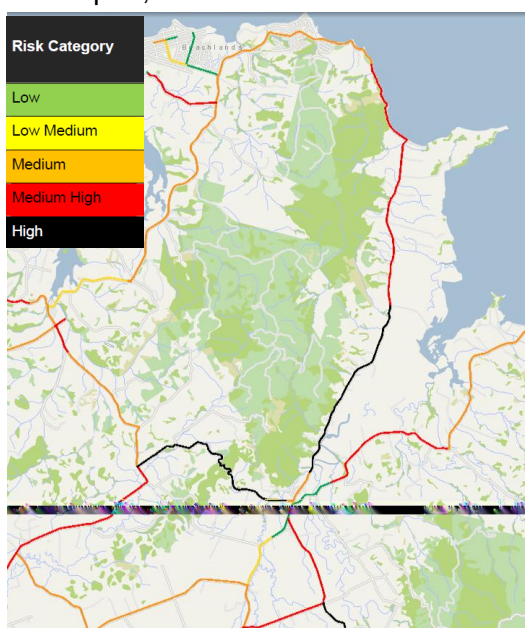 Risk Category
Low
Low Medium
Medium
Medium High
High
Beachlands